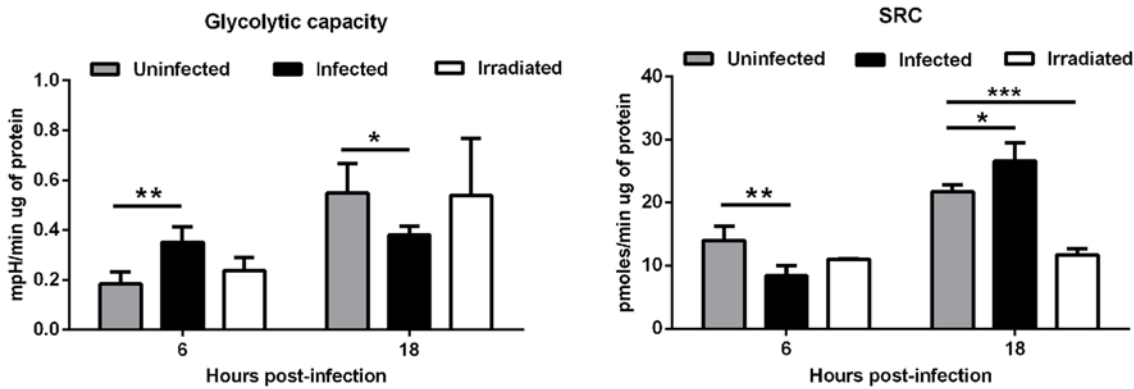 Glycolytic capacity
Uninfected Infected Irradiated
mpH/min ug of protein
1.0
0.8
0.6
0.4
0.2
0.0
**
*
6 18
Hours post-infection
SRC
Uninfected Infected Irradiated
pmoles/min ug of protein
40
30
20
10
0
**
***
*
6 18
Hours post-infection